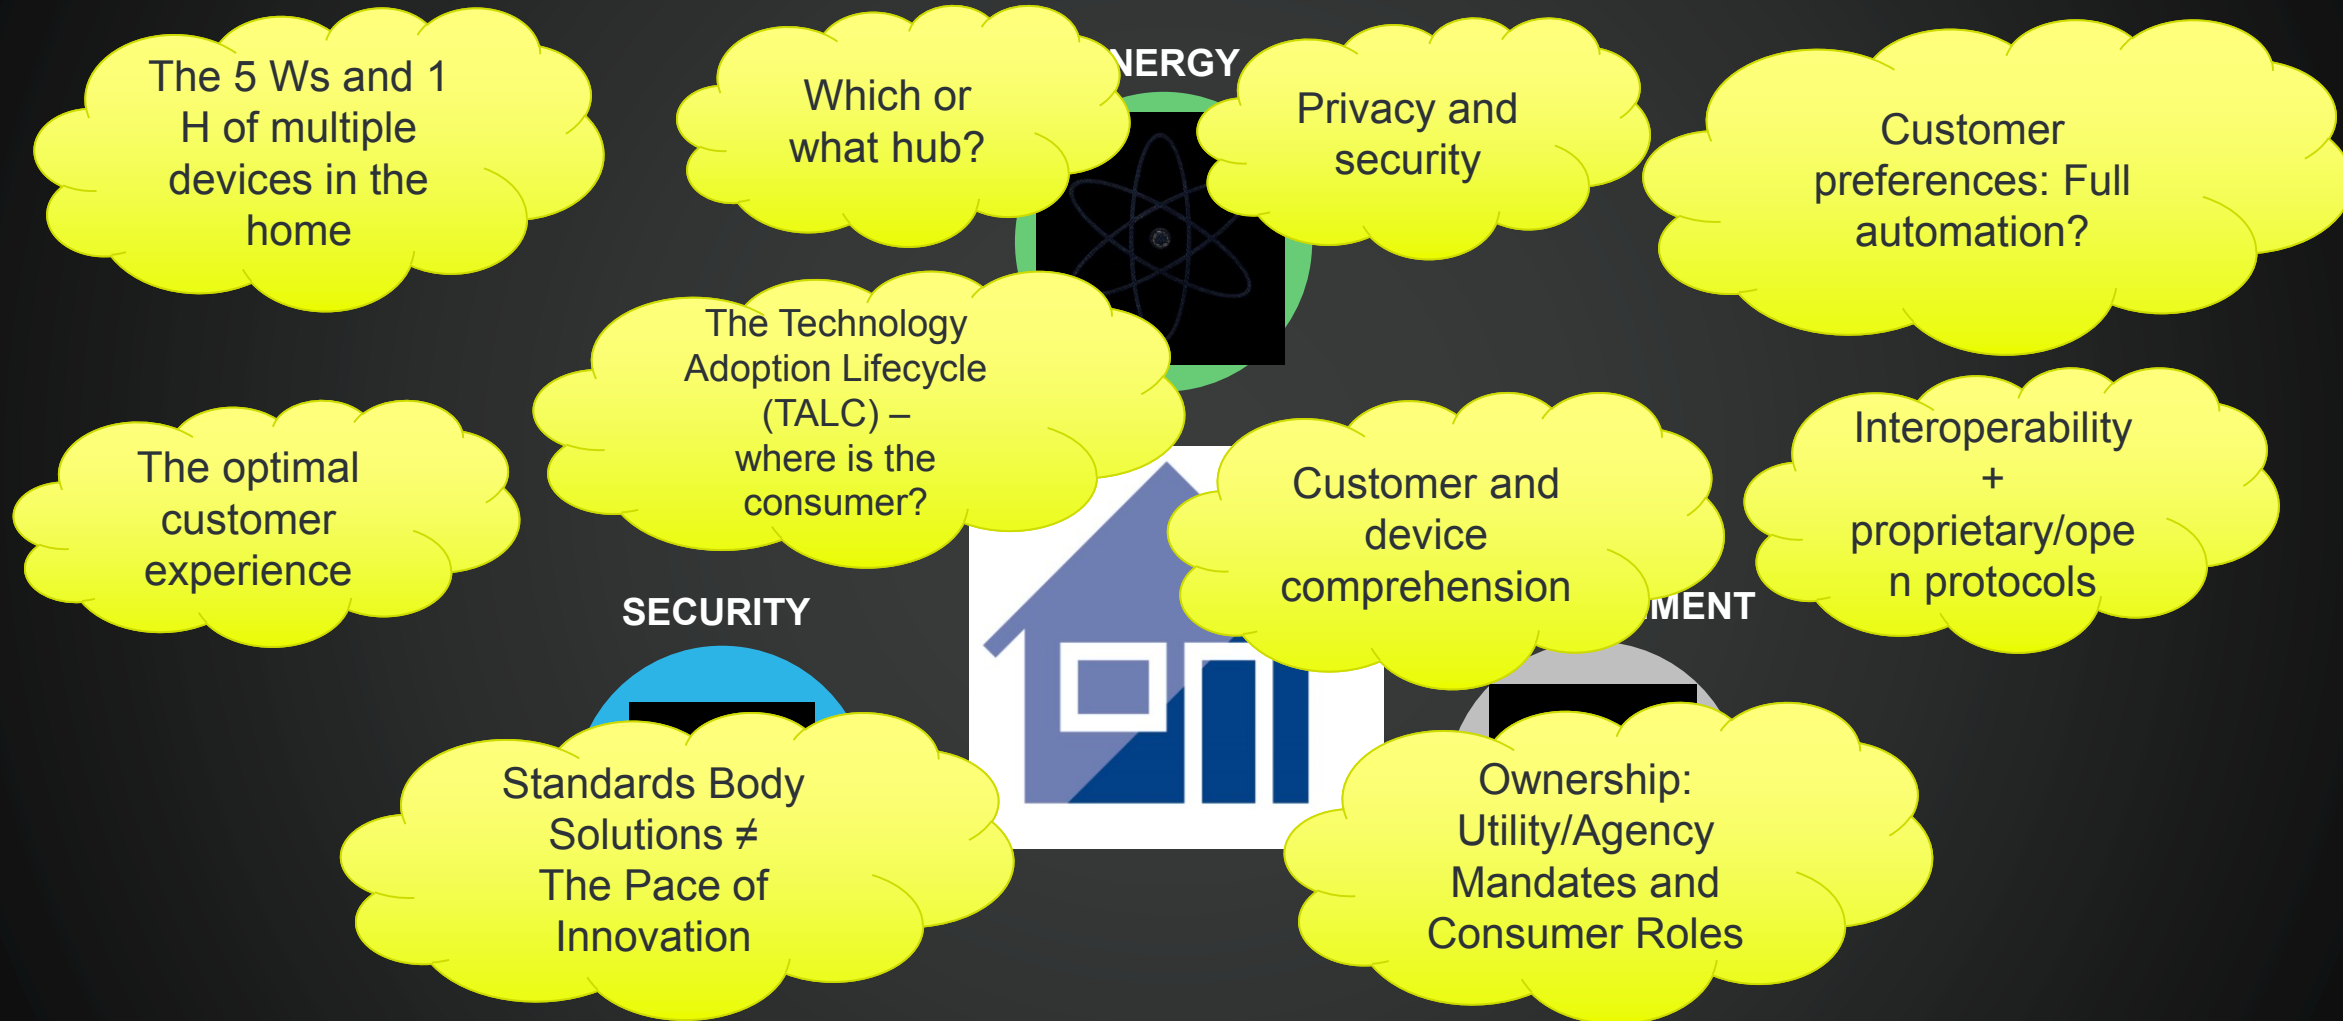 The 5 Ws and 1
H of multiple
devices in the
home
Which or
what hub?
NERGY
Privacy and
security
Customer
preferences: Full
automation?
The Technology
Adoption Lifecycle
(TALC) –
where is the
consumer?
The optimal
customer
experience
Customer and
device
comprehension
Interoperability
+
proprietary/ope
n protocols
SECURITY
MENT
Standards Body
Solutions ≠
The Pace of
Innovation
Ownership:
Utility/Agency
Mandates and
Consumer Roles